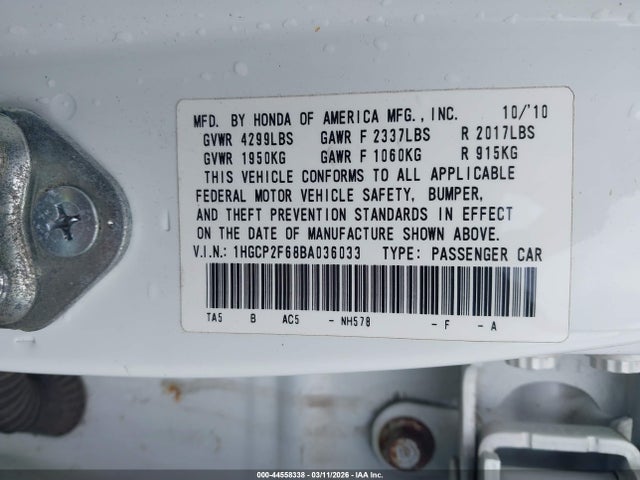 MFD. BY HONDA OF AMERICA MFG., INC. 10/'10
GVWR 4299LBS GAWR F 2337LBS R 2017LBS
GVWR 1950KG GAWR F 1060KG R 915KG
THIS VEHICLE CONFORMS TO ALL APPLICABLE
FEDERAL MOTOR VEHICLE SAFETY, BUMPER,
AND THEFT PREVENTION STANDARDS IN EFFECT
ON THE DATE OF MANUFACTURE SHOWN ABOVE.
V.I.N.: 1HGCP2F68BA036033 TYPE: PASSENGER CAR
TA5 B AC5 - NH578 - F - A
000-44558338 - 03/11/2026 - IAA Inc.